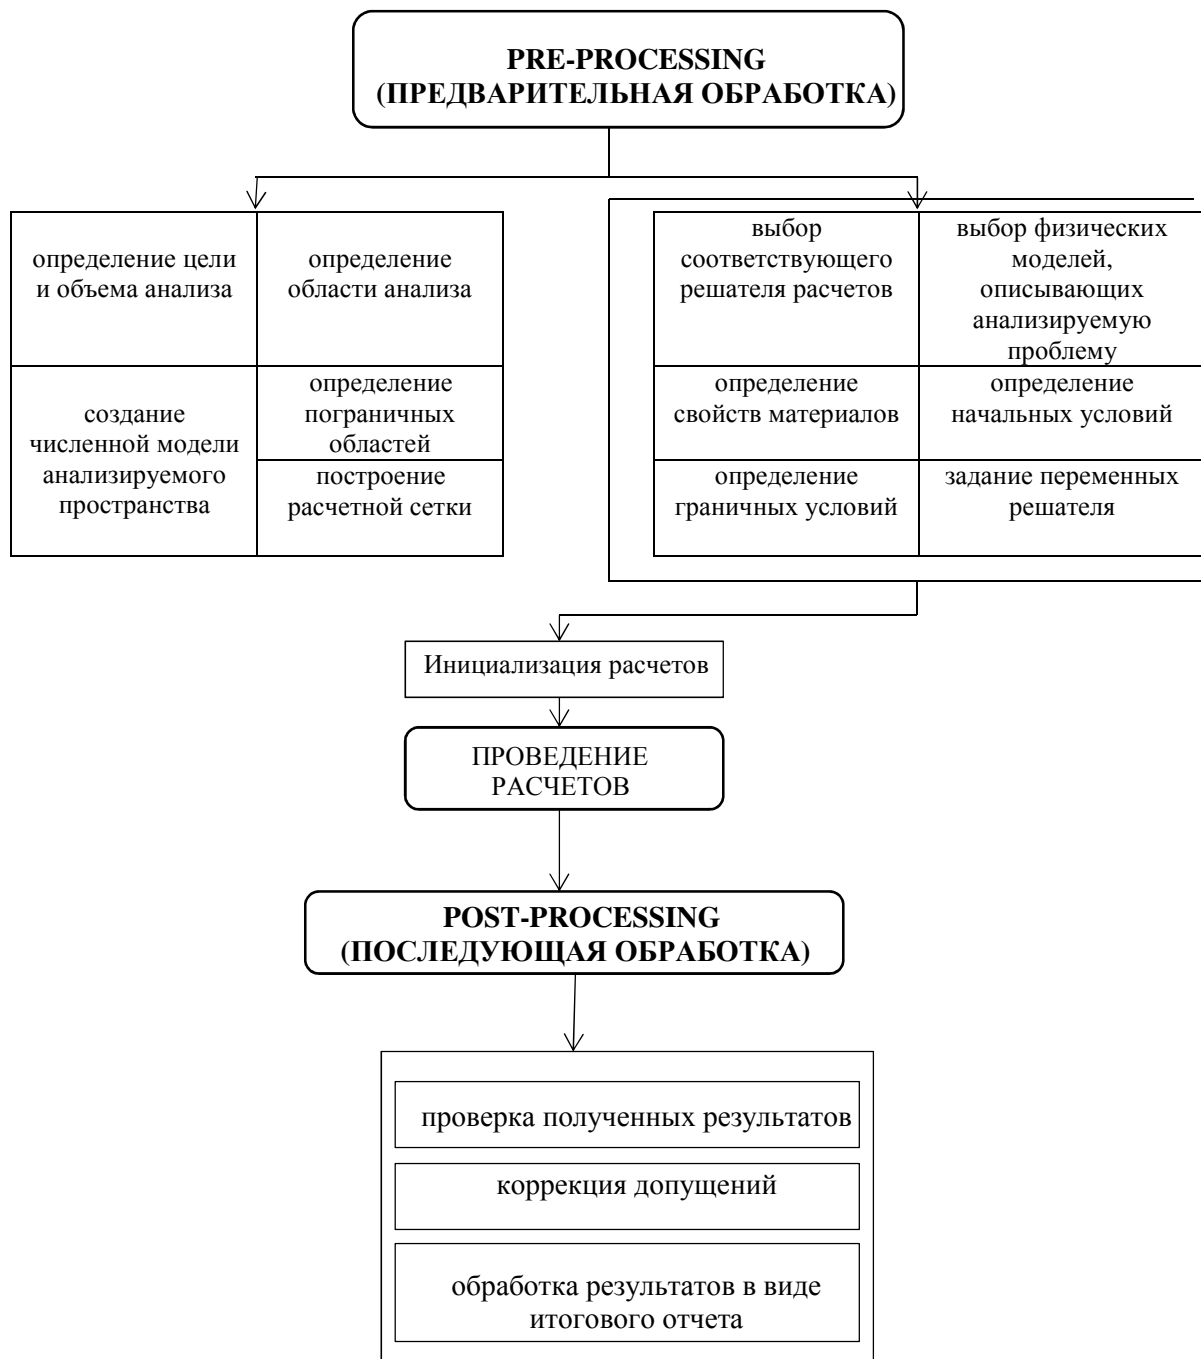 PRE-PROCESSING
(ПРЕДВАРИТЕЛЬНАЯ ОБРАБОТКА)
определение цели
и объема анализа
определение
области анализа
создание
численной модели
анализируемого
пространства
определение
пограничных
областей
построение
расчетной сетки
выбор
соответствующего
решателя расчетов
выбор физических
моделей,
описывающих
анализируемую
проблему
определение
свойств материалов
определение
начальных условий
определение
граничных условий
задание переменных
решателя
Инициализация расчетов
ПРОВЕДЕНИЕ
РАСЧЕТОВ
POST-PROCESSING
(ПОСЛЕДУЮЩАЯ ОБРАБОТКА)
проверка полученных результатов
коррекция допущений
обработка результатов в виде
итогового отчета